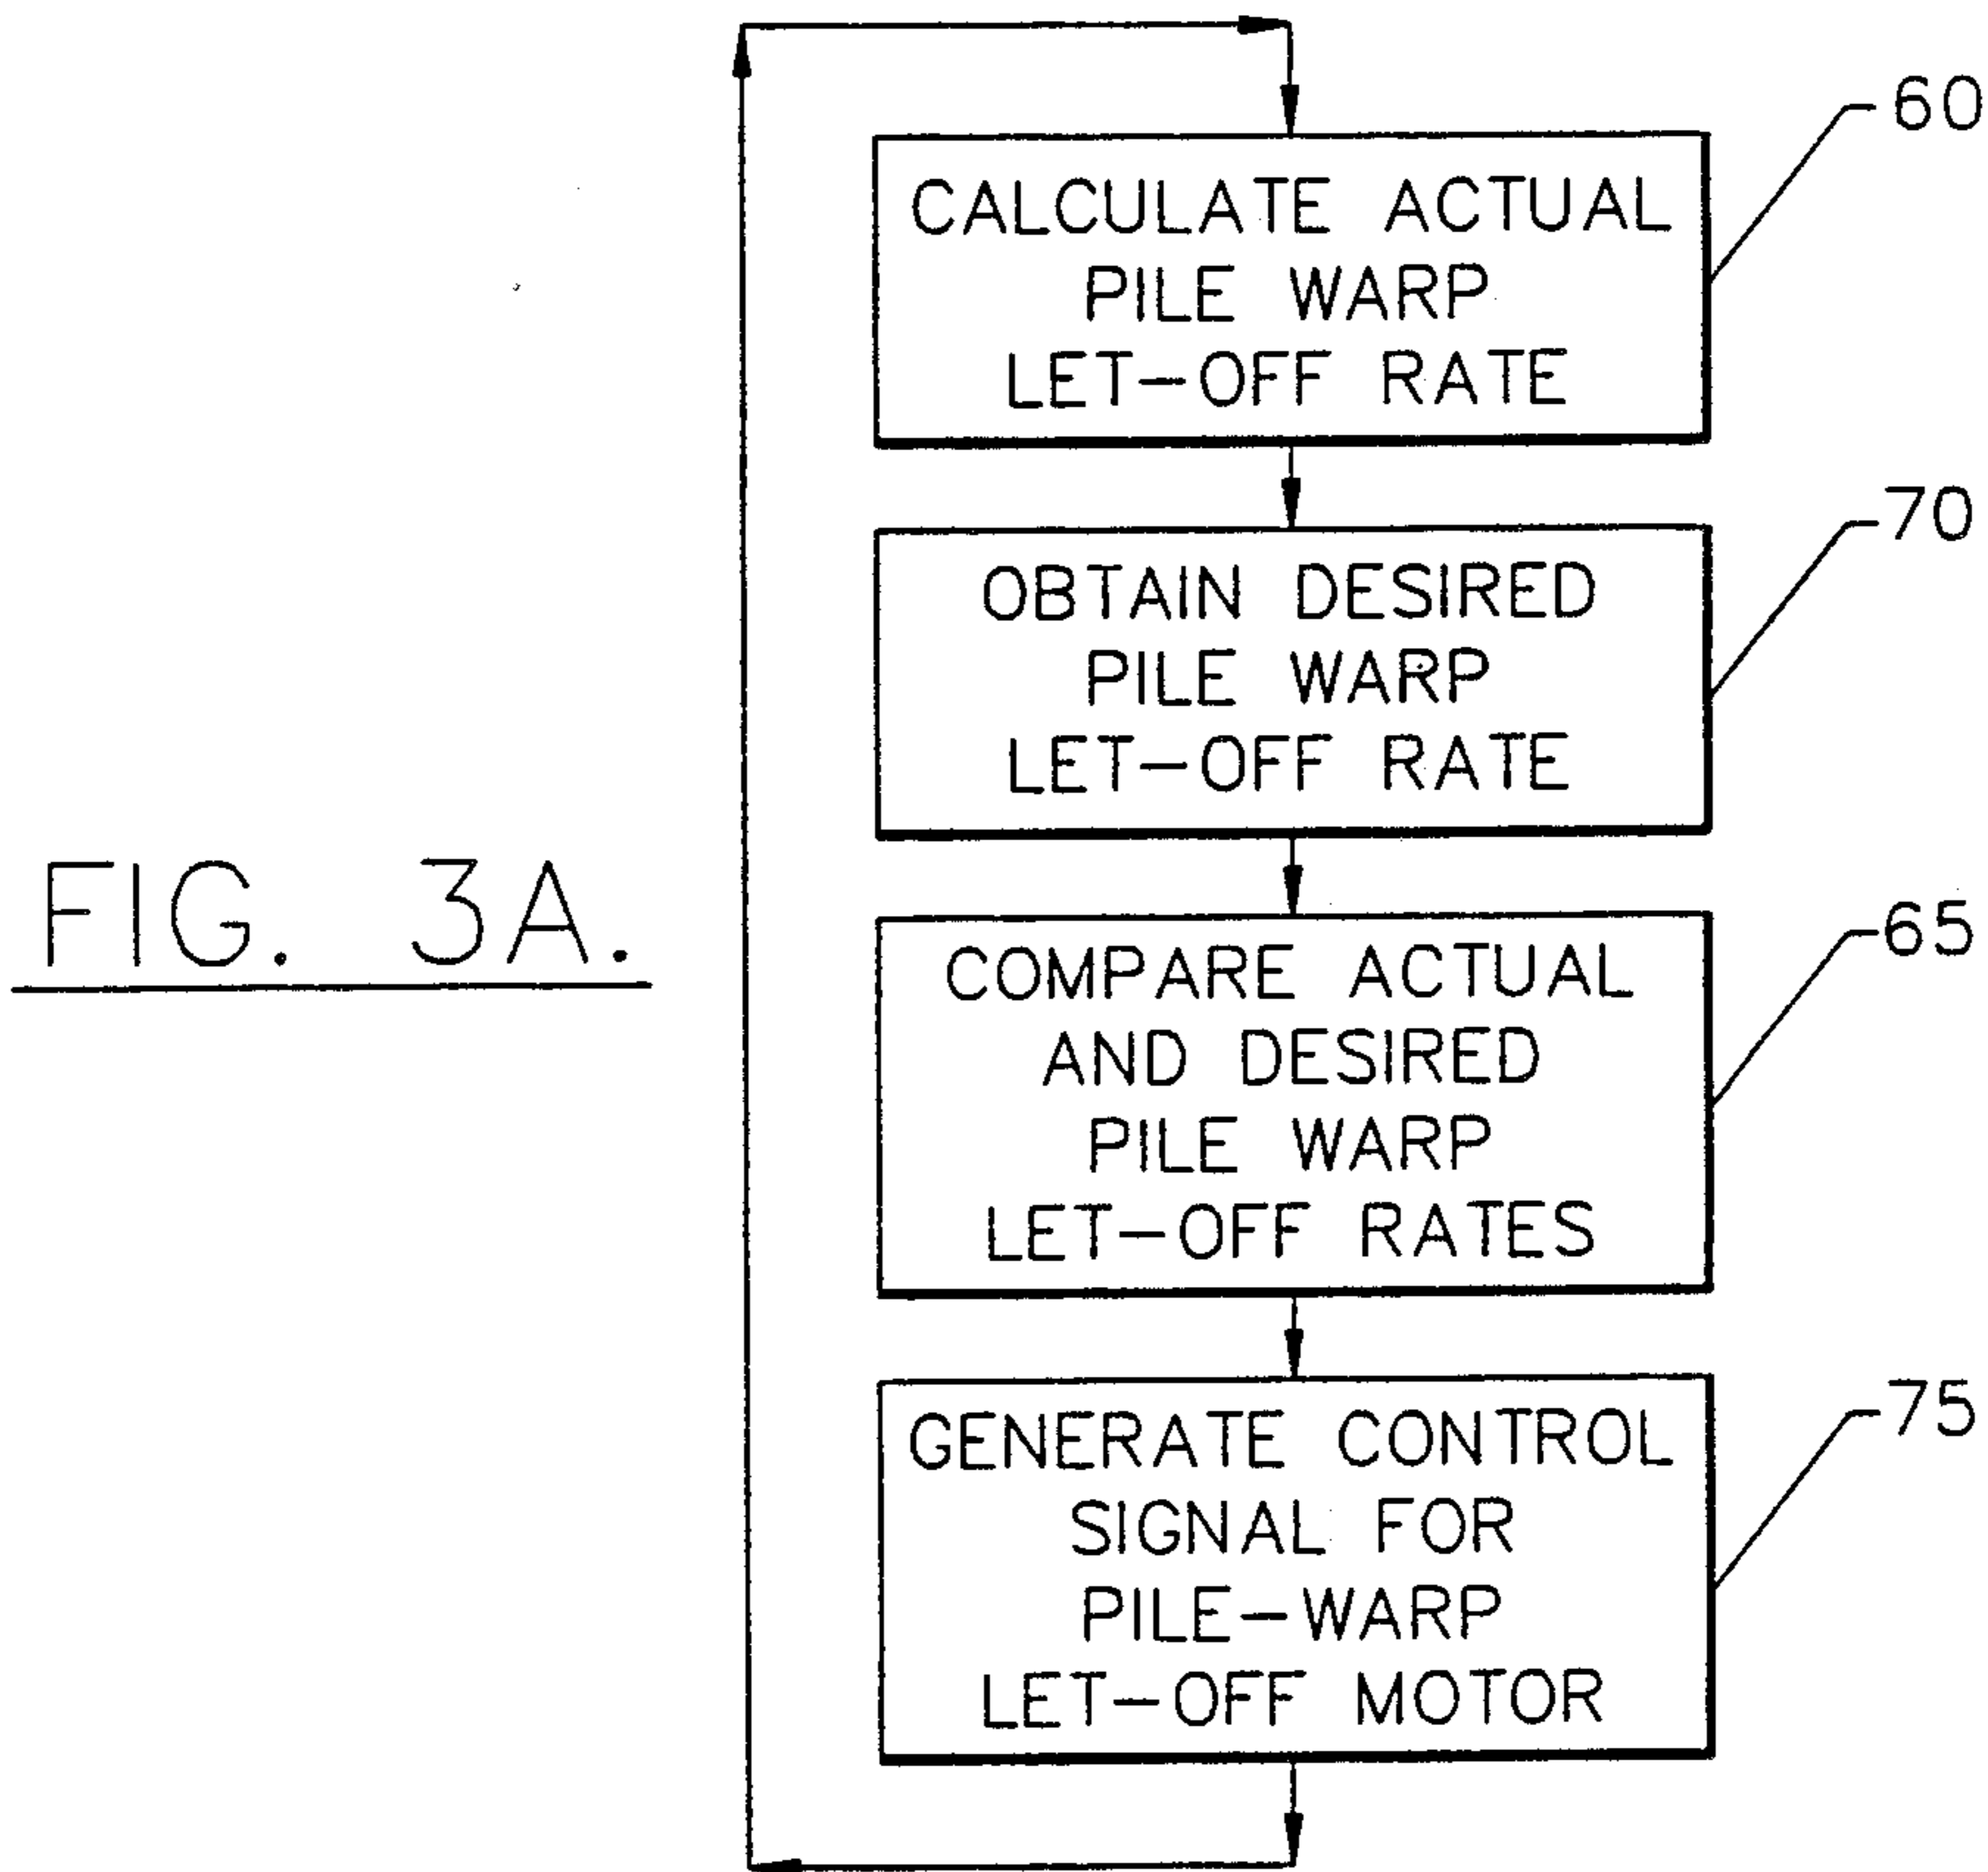 60
CALCULATE ACTUAL
PILE WARP
LET-OFF RATE
70
OBTAIN DESIRED
PILE WARP
LET-OFF RATE
FIG. 3A.
65
COMPARE ACTUAL
AND DESIRED
PILE WARP
LET-OFF RATES
75
GENERATE CONTROL
SIGNAL FOR
PILE-WARP
LET-OFF MOTOR